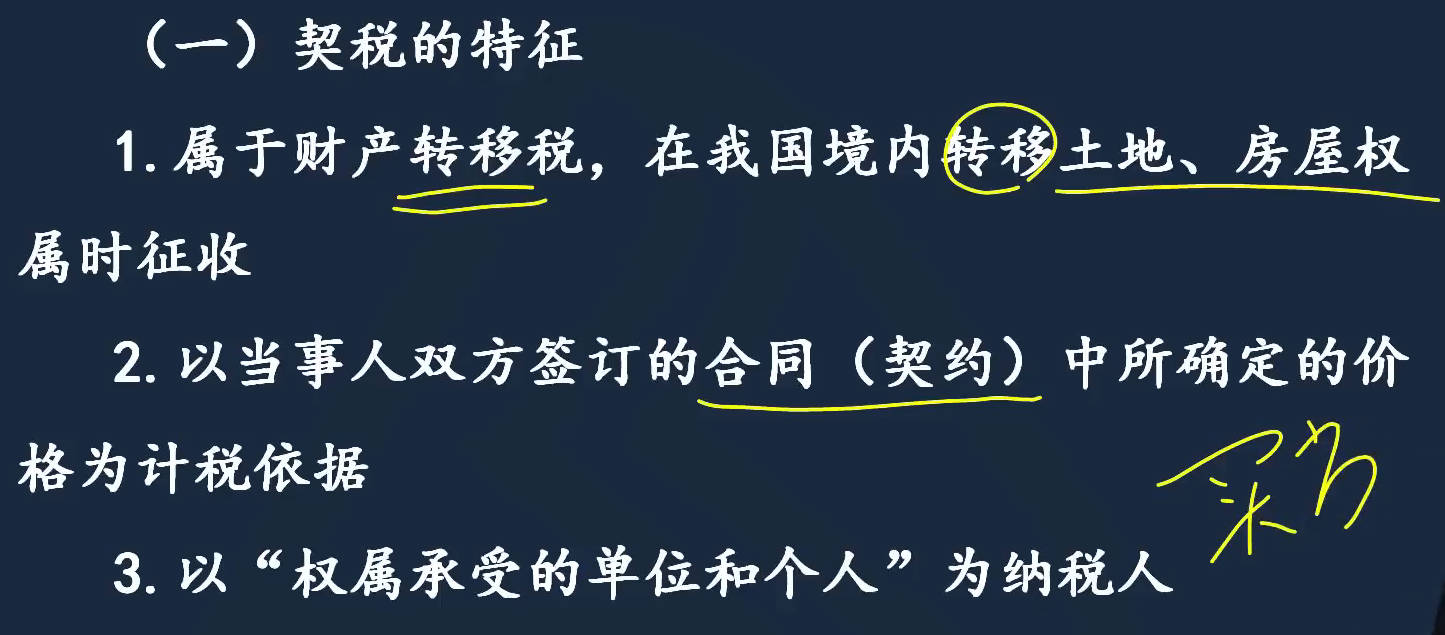 （一）契税的特征
1.属于财产转移税，在我国境内转移土地、房屋权
属时征收
2.以当事人双方签订的合同（契约）中所确定的价
格为计税依据
买方
3.以“权属承受的单位和个人”为纳税人